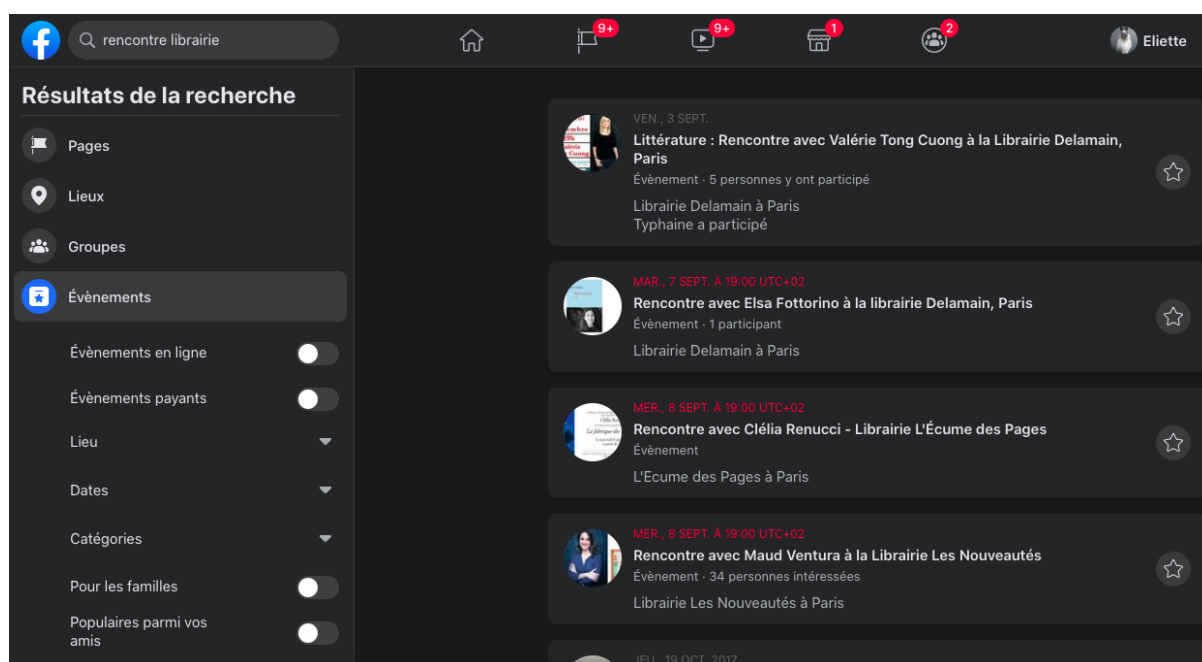 rencontre librairie
9+
9+
1
2
Eliette
Résultats de la recherche
Pages
Lieux
Groupes
Évènements
Évènements en ligne
Évènements payants
Lieu
Dates
Catégories
Pour les familles
Populaires parmi vos
amis
VEN., 3 SEPT.
Littérature : Rencontre avec Valérie Tong Cuong à la Librairie Delamain,
Paris
Évènement · 5 personnes y ont participé
Librairie Delamain à Paris
Typhaine a participé
MAR., 7 SEPT. À 19:00 UTC+02
Rencontre avec Elsa Fottorino à la librairie Delamain, Paris
Évènement · 1 participant
Librairie Delamain à Paris
MER., 8 SEPT. À 19:00 UTC+02
Rencontre avec Clélia Renucci - Librairie L'Écume des Pages
Évènement
L'Ecume des Pages à Paris
MER., 8 SEPT. À 19:00 UTC+02
Rencontre avec Maud Ventura à la Librairie Les Nouveautés
Évènement · 34 personnes intéressées
Librairie Les Nouveautés à Paris
JEU., 19 OCT. 2017